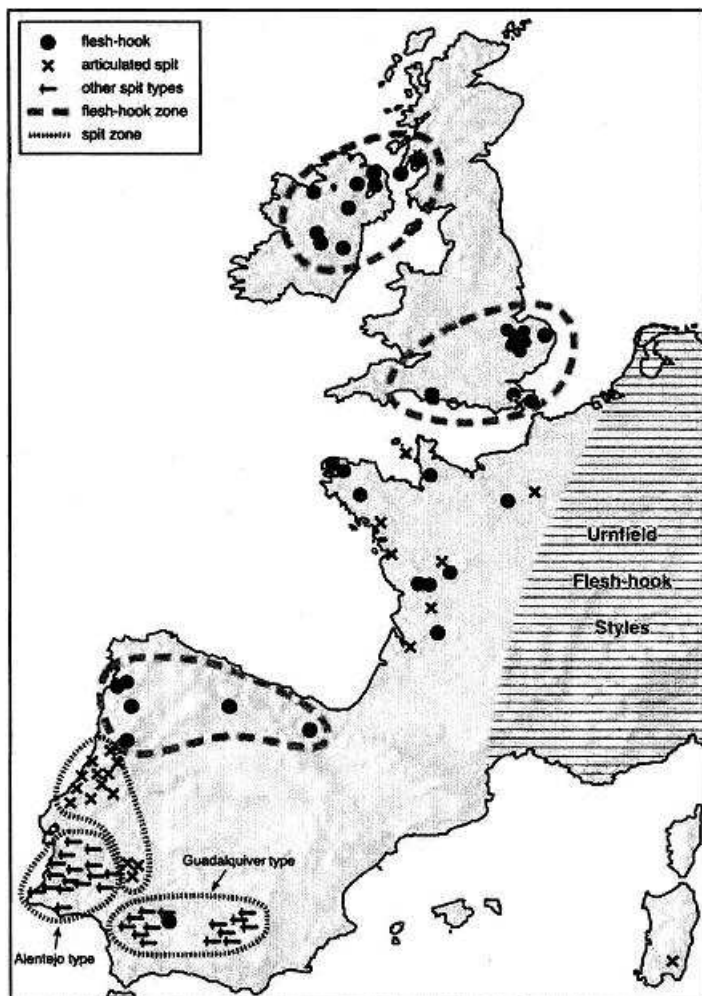 flesh-hook
articulated spit
other spit types
flesh-hook zone
spit zone
Urnfield
Flesh-hook
Styles
Guadalquiver type
Alentejo type